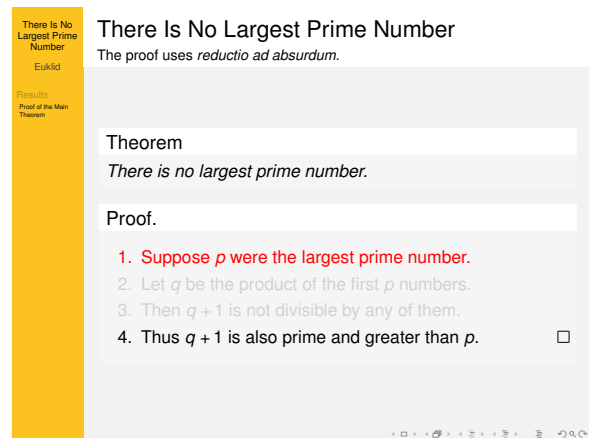 There Is No
Largest Prime
Number
Euklid
Results
Proof of the Main
Theorem
There Is No Largest Prime Number
The proof uses reductio ad absurdum.
Theorem
There is no largest prime number.
Proof.
1. Suppose p were the largest prime number.
2. Let q be the product of the first p numbers.
3. Then q + 1 is not divisible by any of them.
4. Thus q + 1 is also prime and greater than p. □